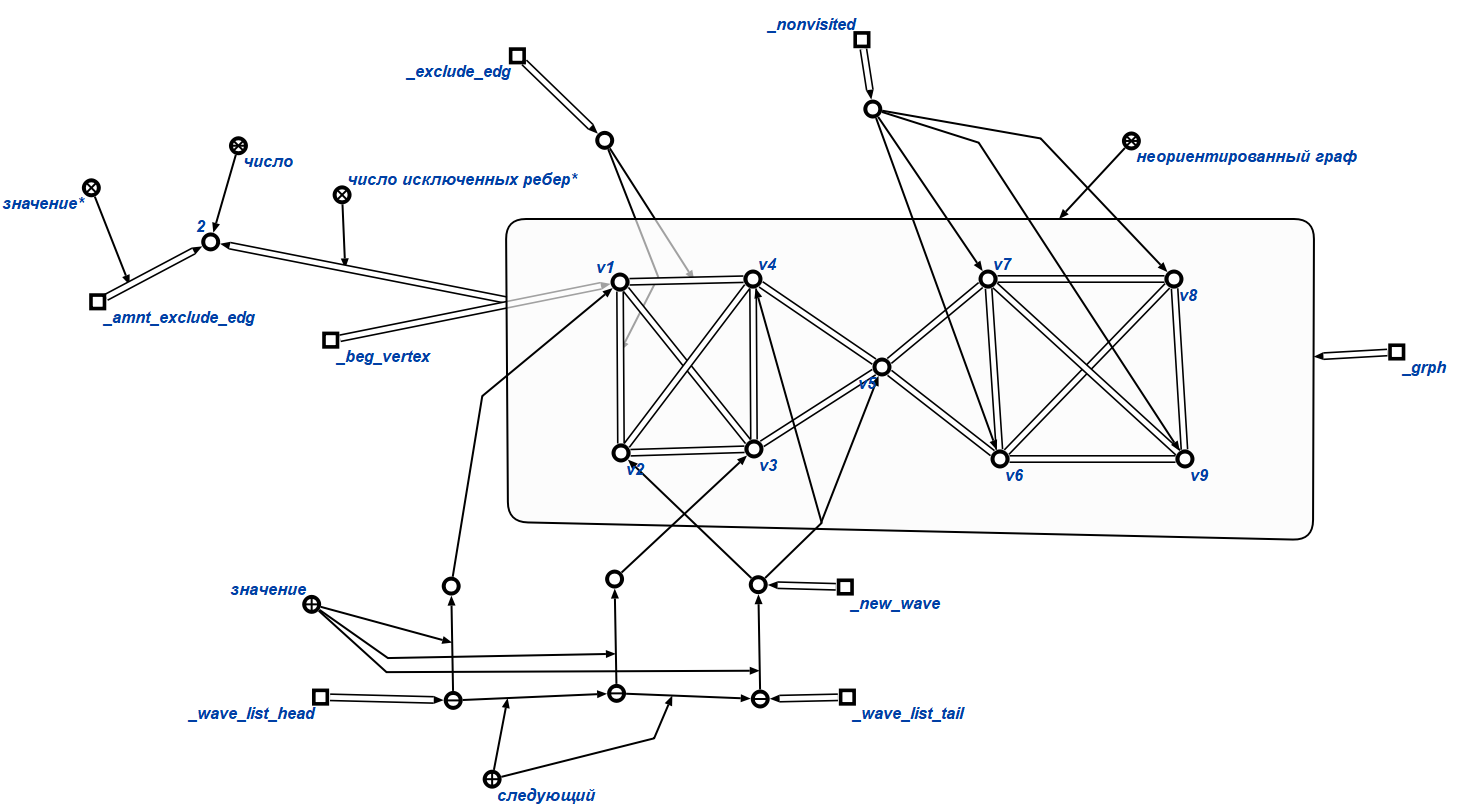 _nonvisited
_exclude_edg
число
неориентированный граф
число исключенных ребер*
значение*
2
v1
v4
v7
v8
_amnt_exclude_edg
_beg_vertex
_grph
v5
v2
v3
v6
v9
значение
_new_wave
_wave_list_head
_wave_list_tail
следующий